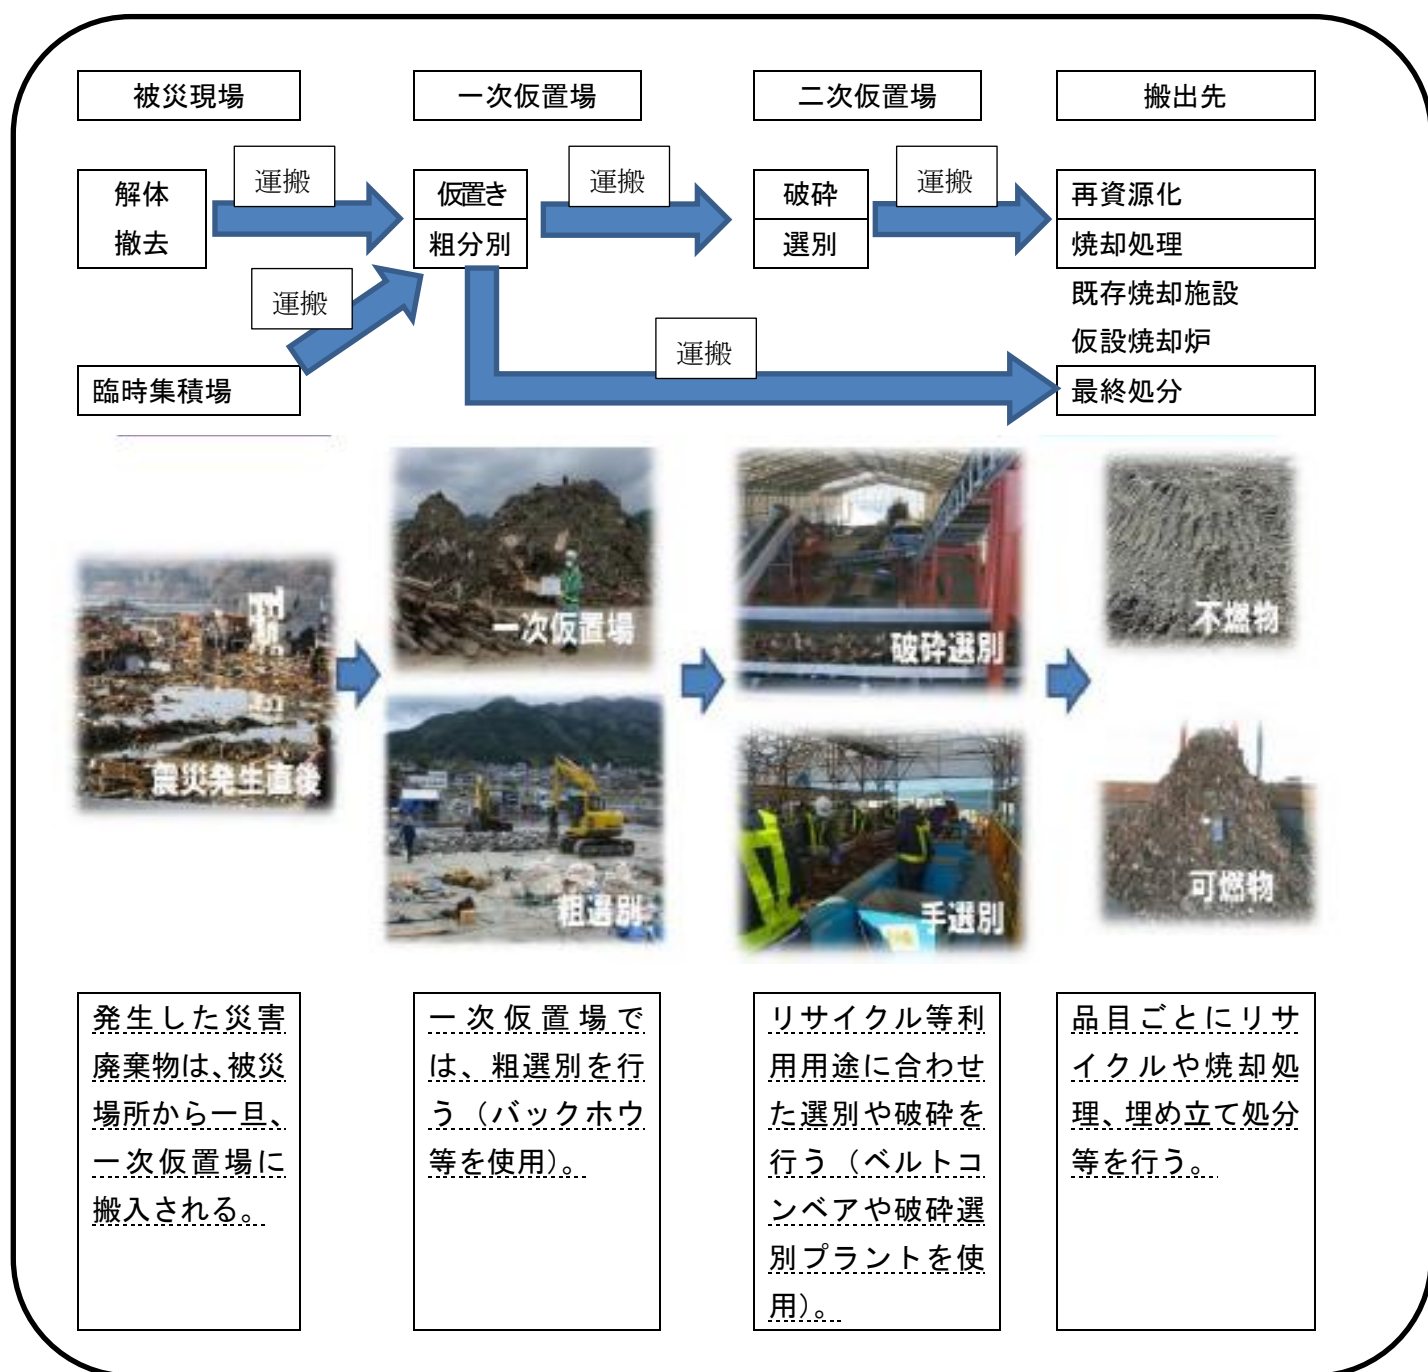 被災現場
一次仮置場
二次仮置場
搬出先
運搬
運搬
運搬
解体
撤去
仮置き
粗分別
破砕
選別
再資源化
焼却処理
既存焼却施設
仮設焼却炉
運搬
運搬
臨時集積場
最終処分
震災発生直後
一次仮置場
粗選別
破砕選別
手選別
不燃物
可燃物
発生した災害
廃棄物は、被災
場所から一旦、
一次仮置場に
搬入される。
一次仮置場で
は、粗選別を行
う（バックホウ
等を使用）。
リサイクル等利
用用途に合わせ
た選別や破砕を
行う（ベルトコ
ンベアや破砕選
別プラントを使
用）。
品目ごとにリサ
イクルや焼却処
理、埋め立て処分
等を行う。